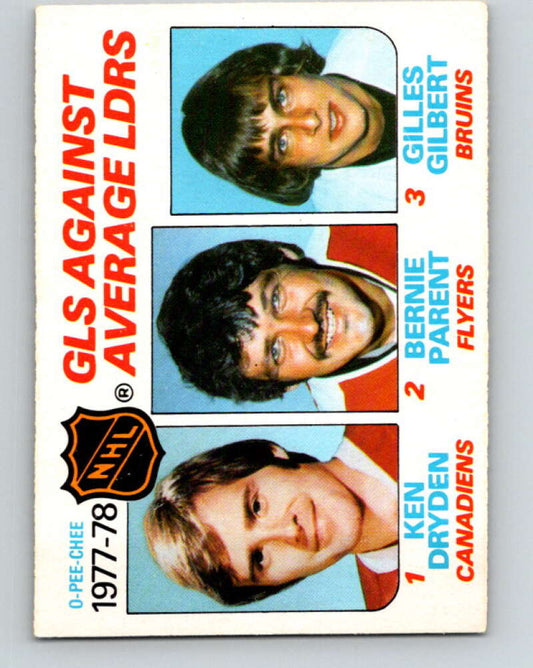 O-PEE-CHEE
1977-78
NHL
®
GLS AGAINST
AVERAGE LDRS
1 KEN
DRYDEN
CANADIENS
2 BERNIE
PARENT
FLYERS
3 GILLES
GILBERT
BRUINS